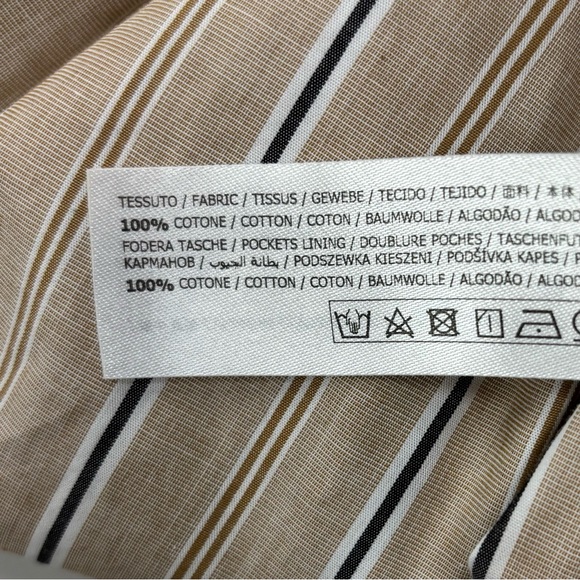 TESSUTO / FABRIC / TISSUS / GEWEBE / TECIDO / TEJIDO / 面料 / 本体
100% COTONE / COTTON / COTON / BAUMWOLLE / ALGODÃO / ALGOD
FODERA TASCHE / POCKETS LINING / DOUBLURE POCHES / TASCHENFUT
КАРМАНОВ / بطانة الجيوب / PODSZEWKA KIESZENI / PODŠÍVKA KAPES / P
100% COTONE / COTTON / COTON / BAUMWOLLE / ALGODÃO / ALGOD